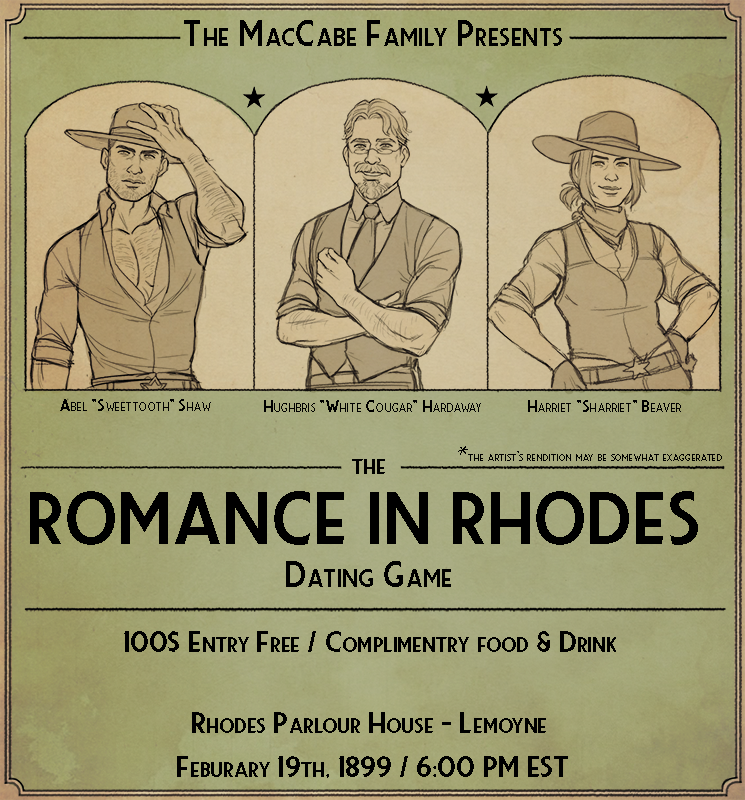 The MacCabe Family Presents
Abel "Sweettooth" Shaw
Hughbris "White Cougar" Hardaway
Harriet "Sharriet" Beaver
*the artist's rendition may be somewhat exaggerated
THE
ROMANCE IN RHODES
Dating Game
100$ Entry Free / Complimentry food & Drink
Rhodes Parlour House - Lemoyne
Feburary 19th, 1899 / 6:00 PM EST